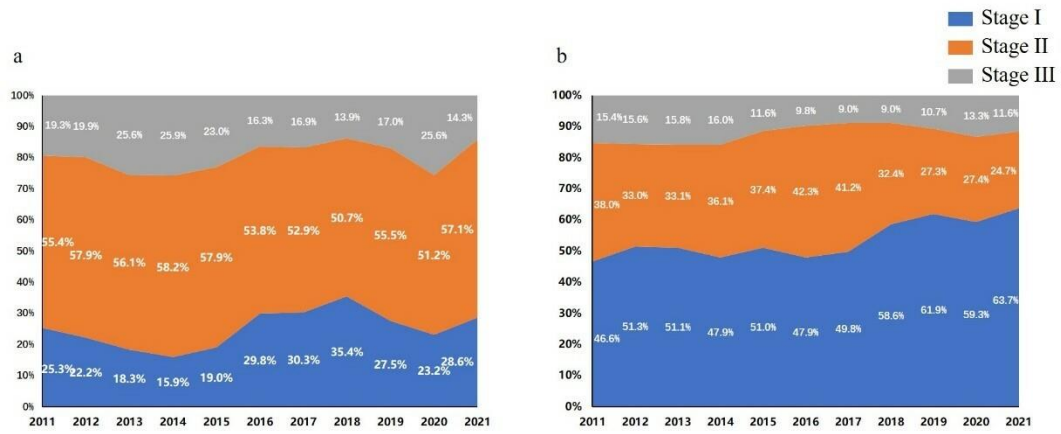 Stage I
Stage II
Stage III
a
100%
90%
80%
70%
60%
50%
40%
30%
20%
10%
0%
19.3% 19.9% 25.6% 25.9% 23.0% 16.3% 16.9% 13.9% 17.0% 25.6% 14.3%
55.4% 57.9% 56.1% 58.2% 57.9% 53.8% 52.9% 50.7% 55.5% 51.2% 57.1%
25.3% 22.2% 18.3% 15.9% 19.0% 29.8% 30.3% 35.4% 27.5% 23.2% 28.6%
2011 2012 2013 2014 2015 2016 2017 2018 2019 2020 2021
b
100%
90%
80%
70%
60%
50%
40%
30%
20%
10%
0%
15.4% 15.6% 15.8% 16.0% 11.6% 9.8% 9.0% 9.0% 10.7% 13.3% 11.6%
38.0% 33.0% 33.1% 36.1% 37.4% 42.3% 41.2% 32.4% 27.3% 27.4% 24.7%
46.6% 51.3% 51.1% 47.9% 51.0% 47.9% 49.8% 58.6% 61.9% 59.3% 63.7%
2011 2012 2013 2014 2015 2016 2017 2018 2019 2020 2021